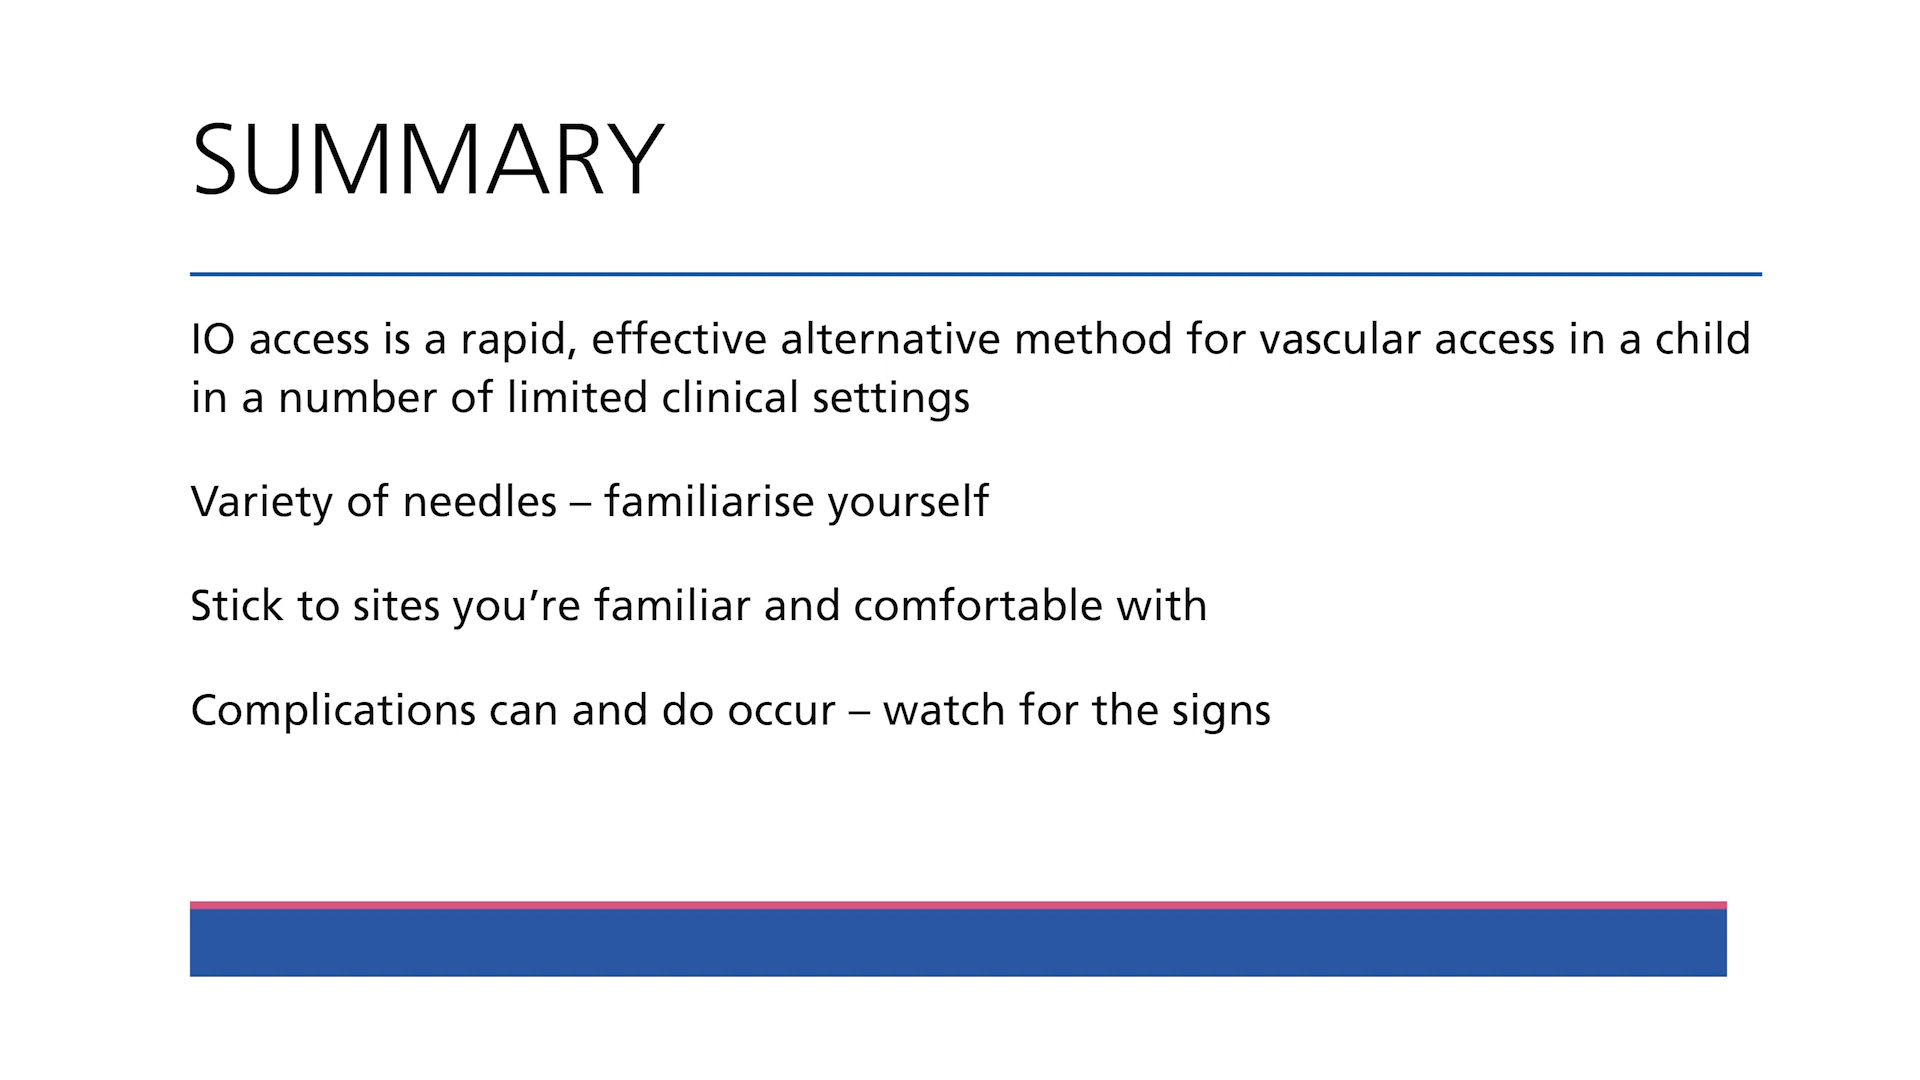 SUMMARY
IO access is a rapid, effective alternative method for vascular access in a child
in a number of limited clinical settings
Variety of needles – familiarise yourself
Stick to sites you’re familiar and comfortable with
Complications can and do occur – watch for the signs